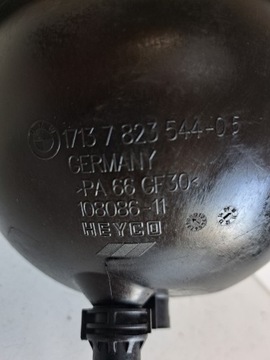 1713 7 823 544-05
GERMANY
>PA 66 GF30<
108086-11
HEYCO